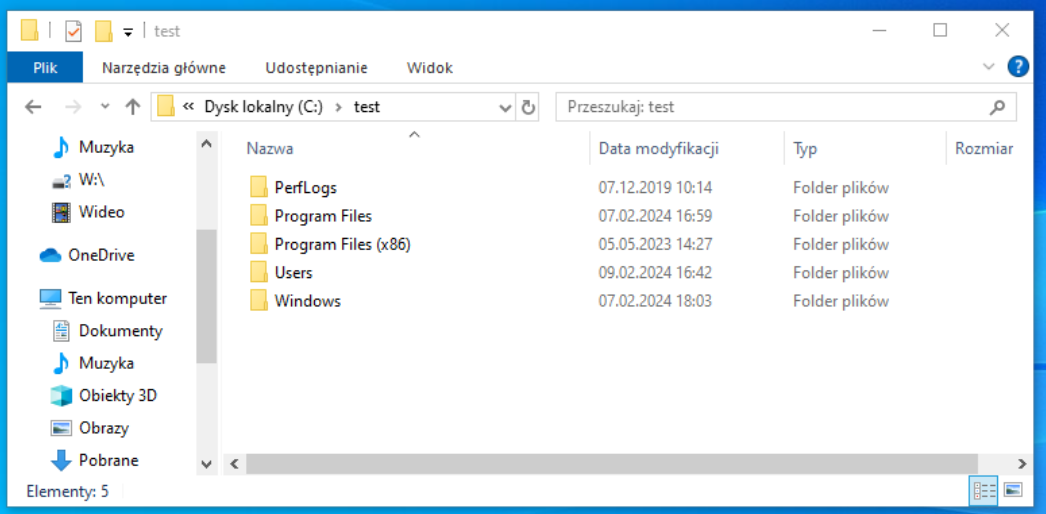 test
Plik Narzędzia główne Udostępnianie Widok
« Dysk lokalny (C:) › test Przeszukaj: test
Muzyka
W:\
Wideo
OneDrive
Ten komputer
Dokumenty
Muzyka
Obiekty 3D
Obrazy
Pobrane
Nazwa Data modyfikacji Typ Rozmiar
PerfLogs 07.12.2019 10:14 Folder plików
Program Files 07.02.2024 16:59 Folder plików
Program Files (x86) 05.05.2023 14:27 Folder plików
Users 09.02.2024 16:42 Folder plików
Windows 07.02.2024 18:03 Folder plików
Elementy: 5